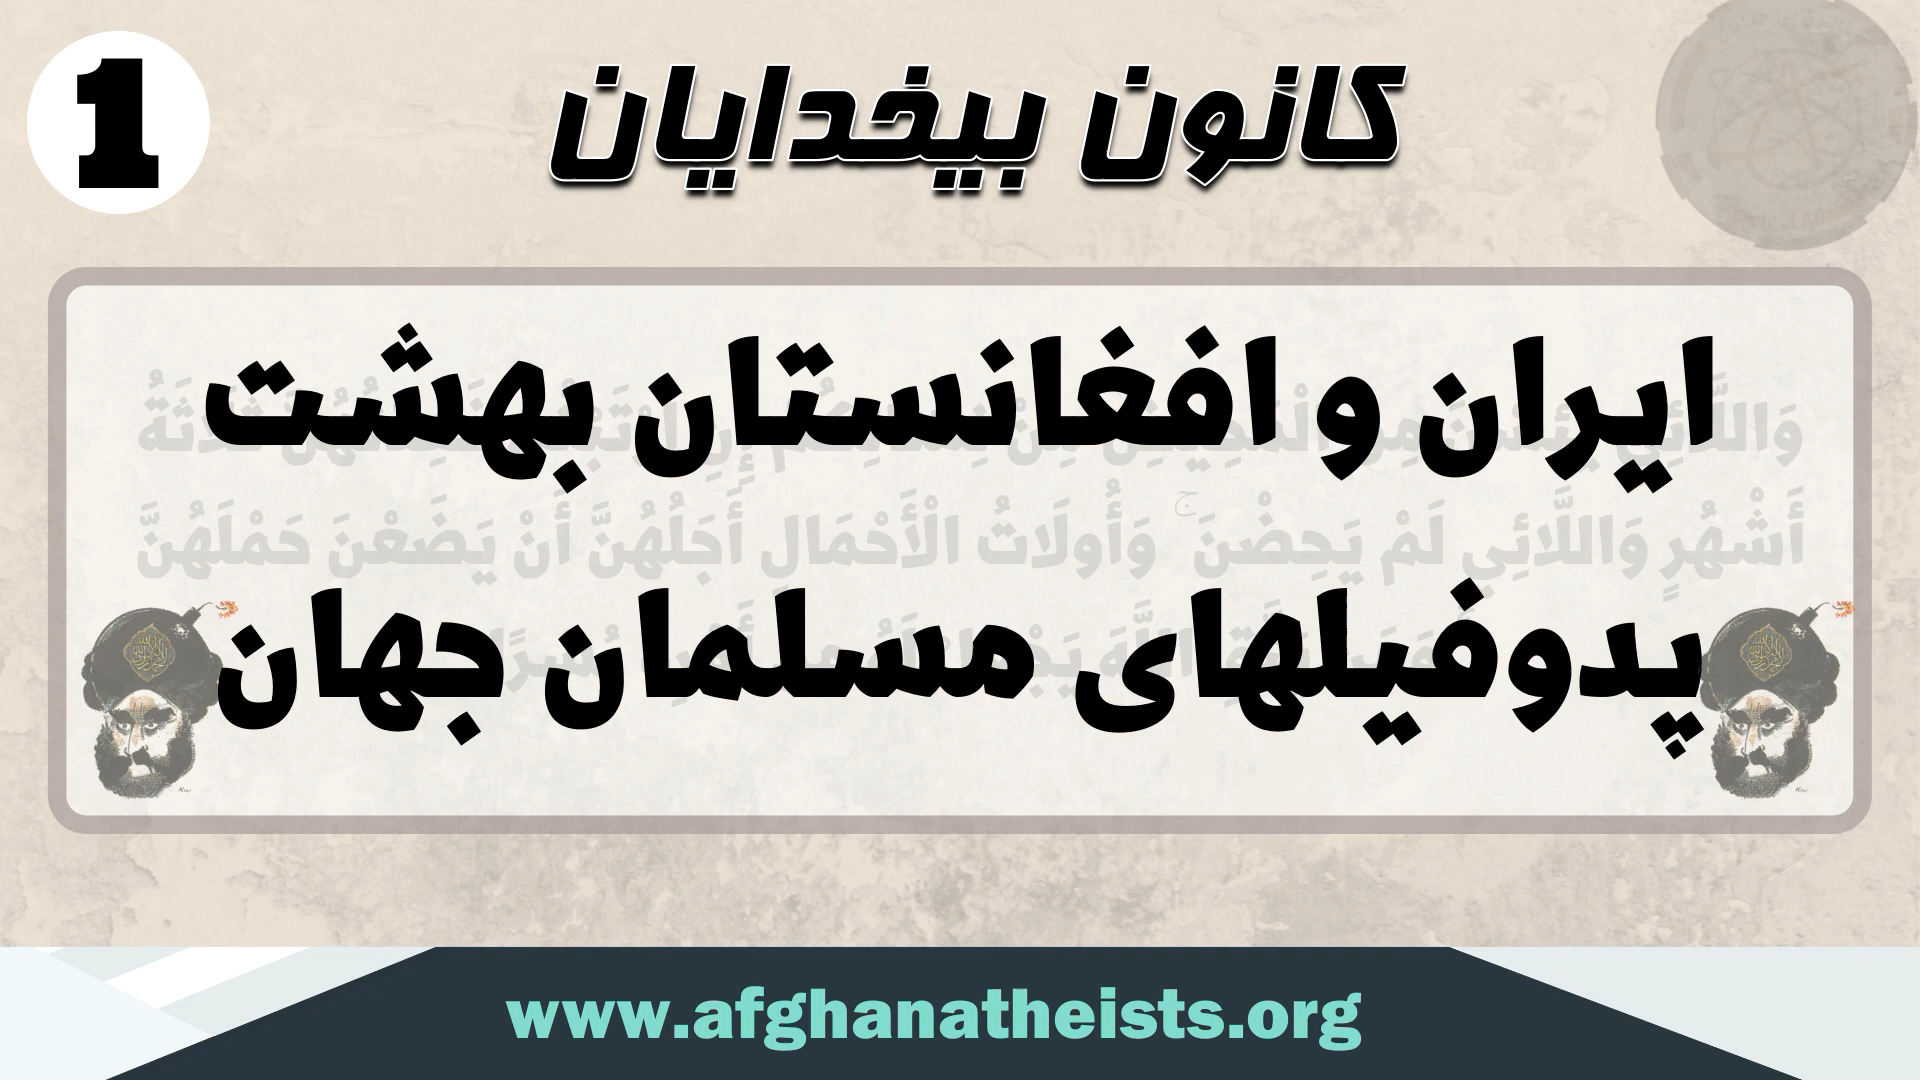 1
کانون بیخدایان
ایران و افغانستان بهشت
أَشْهُرٍ وَاللَّائِي لَمْ يَحِضْنَ ۚ وَأُولَاتُ الْأَحْمَالِ أَجَلُهُنَّ أَنْ يَضَعْنَ حَمْلَهُنَّ
پدوفیلهای مسلمان جهان
www.afghanatheists.org